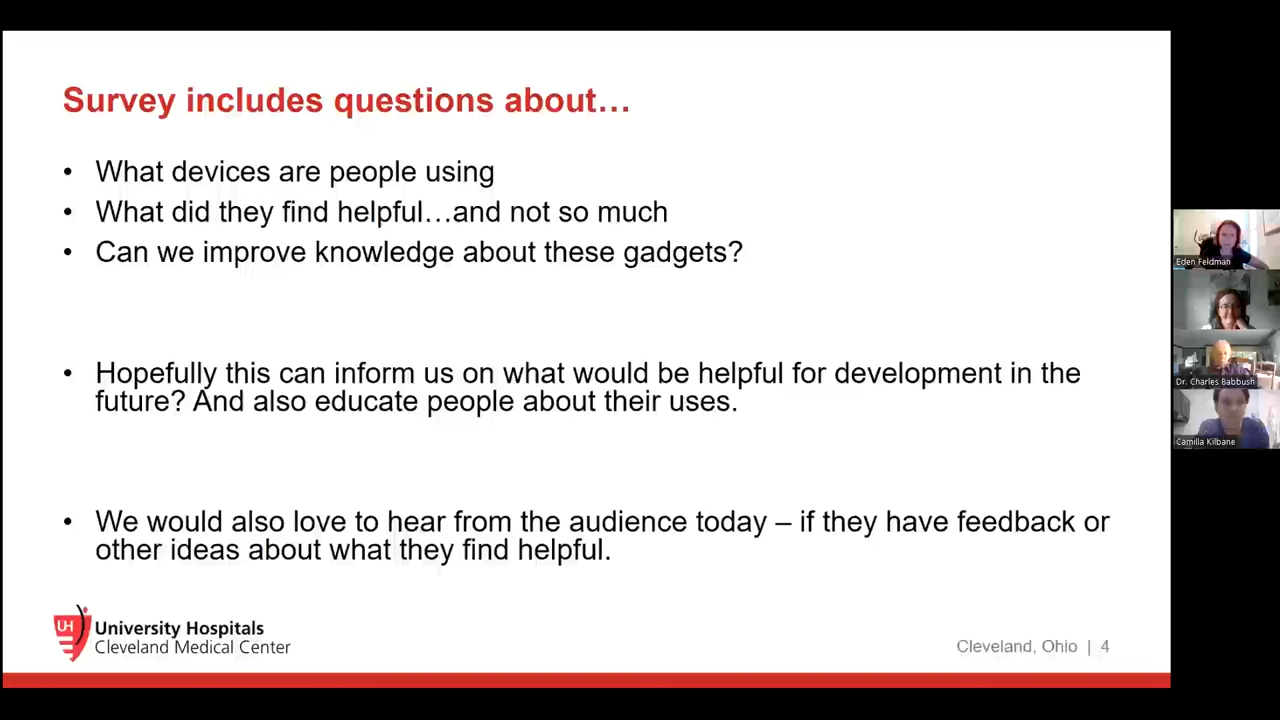 Survey includes questions about…
• What devices are people using
• What did they find helpful…and not so much
• Can we improve knowledge about these gadgets?
• Hopefully this can inform us on what would be helpful for development in the
future? And also educate people about their uses.
• We would also love to hear from the audience today – if they have feedback or
other ideas about what they find helpful.
UH
University Hospitals
Cleveland Medical Center
Cleveland, Ohio | 4
Eden Feldman
Dr. Charles Babbush
Camilla Kilbane